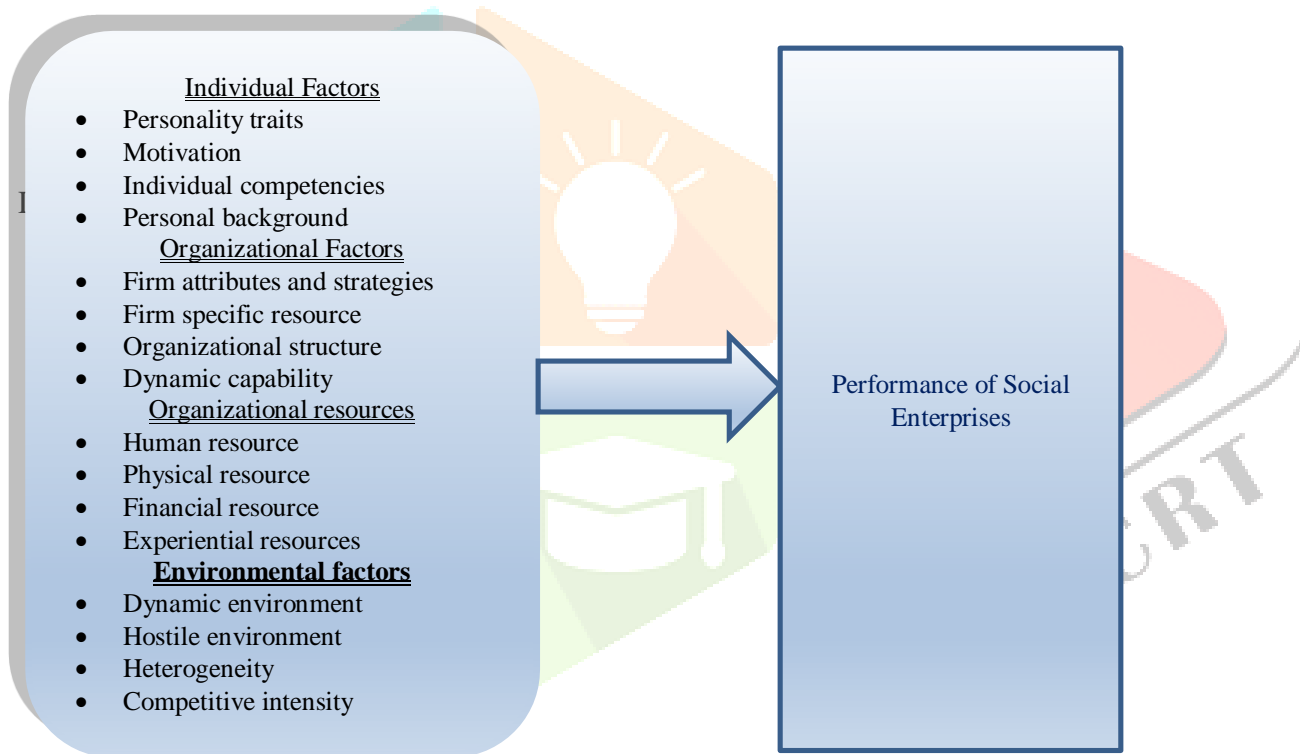 Individual Factors
• Personality traits
• Motivation
• Individual competencies
• Personal background
Organizational Factors
• Firm attributes and strategies
• Firm specific resource
• Organizational structure
• Dynamic capability
Organizational resources
• Human resource
• Physical resource
• Financial resource
• Experiential resources
Environmental factors
• Dynamic environment
• Hostile environment
• Heterogeneity
• Competitive intensity
Performance of Social
Enterprises